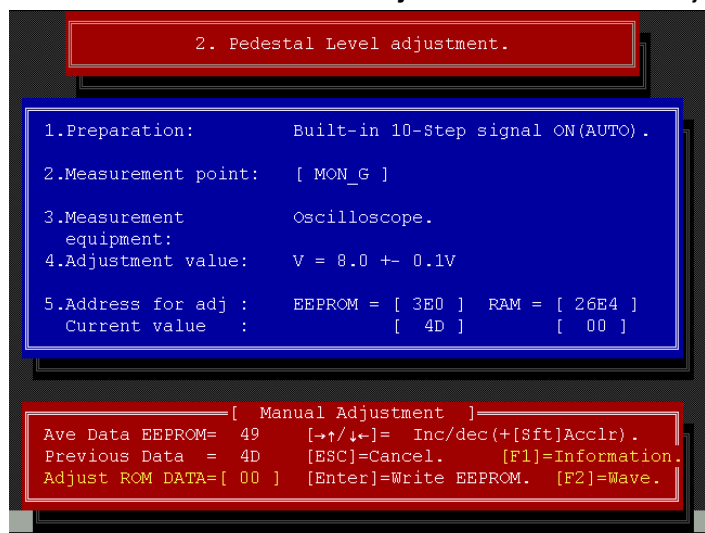 2. Pedestal Level adjustment.
1.Preparation: Built-in 10-Step signal ON(AUTO).
2.Measurement point: [ MON_G ]
3.Measurement Oscilloscope.
equipment:
4.Adjustment value: V = 8.0 +- 0.1V
5.Address for adj : EEPROM = [ 3E0 ] RAM = [ 26E4 ]
Current value : [ 4D ] [ 00 ]
[ Manual Adjustment ]
Ave Data EEPROM= 49 [→↑/↓←]= Inc/dec(+[Sft]Acclr).
Previous Data = 4D [ESC]=Cancel. [F1]=Information.
Adjust ROM DATA=[ 00 ] [Enter]=Write EEPROM. [F2]=Wave.